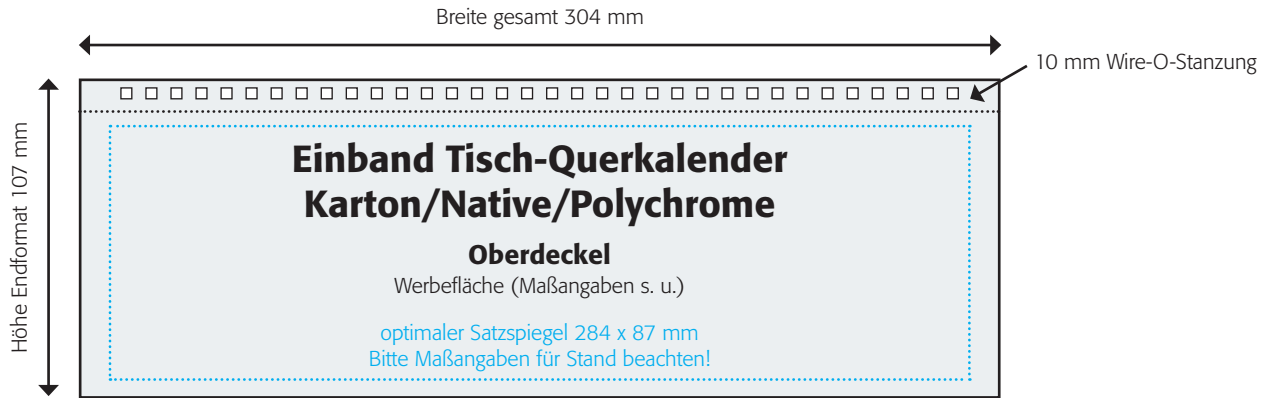 Breite gesamt 304 mm
10 mm Wire-O-Stanzung
Höhe Endformat 107 mm
Einband Tisch-Querkalender
Karton/Native/Polychrome
Oberdeckel
Werbefläche (Maßangaben s. u.)
optimaler Satzspiegel 284 x 87 mm
Bitte Maßangaben für Stand beachten!